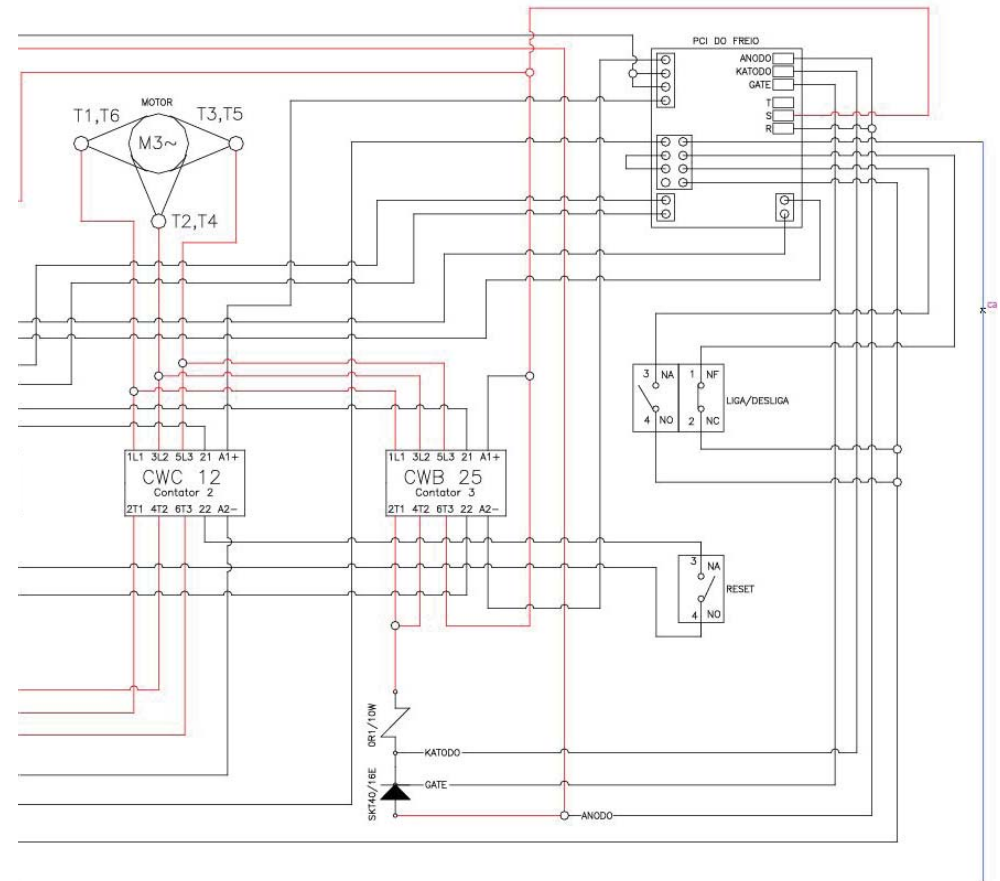 PCI DO FREIO
ANODO
KATODO
GATE
T
S
R
MOTOR
T1,T6
T3,T5
M3~
T2,T4
3 NA
4 NO
1 NF
2 NC
LIGA/DESLIGA
1L1 3L2 5L3 21 A1+
CWC 12
Contator 2
2T1 4T2 6T3 22 A2-
1L1 3L2 5L3 21 A1+
CWB 25
Contator 3
2T1 4T2 6T3 22 A2-
3 NA
RESET
4 NO
0R1/10W
KATODO
GATE
SKT40/16E
ANODO